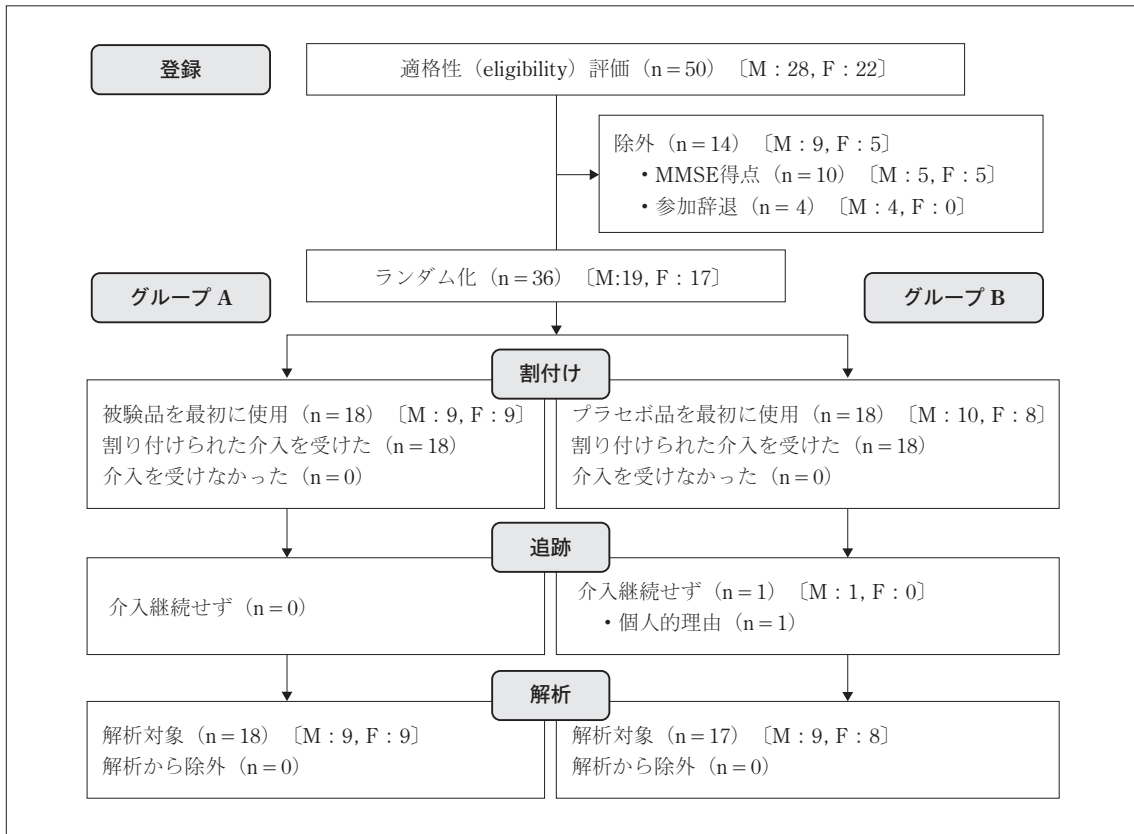 登録
適格性（eligibility）評価（n = 50）〔M : 28, F : 22〕
除外（n = 14）〔M : 9, F : 5〕
・MMSE得点（n = 10）〔M : 5, F : 5〕
・参加辞退（n = 4）〔M : 4, F : 0〕
ランダム化（n = 36）〔M:19, F : 17〕
グループ A
グループ B
割付け
被験品を最初に使用（n = 18）〔M : 9, F : 9〕
割り付けられた介入を受けた（n = 18）
介入を受けなかった（n = 0）
プラセボ品を最初に使用（n = 18）〔M : 10, F : 8〕
割り付けられた介入を受けた（n = 18）
介入を受けなかった（n = 0）
追跡
介入継続せず（n = 0）
介入継続せず（n = 1）〔M : 1, F : 0〕
・個人的理由（n = 1）
解析
解析対象（n = 18）〔M : 9, F : 9〕
解析から除外（n = 0）
解析対象（n = 17）〔M : 9, F : 8〕
解析から除外（n = 0）